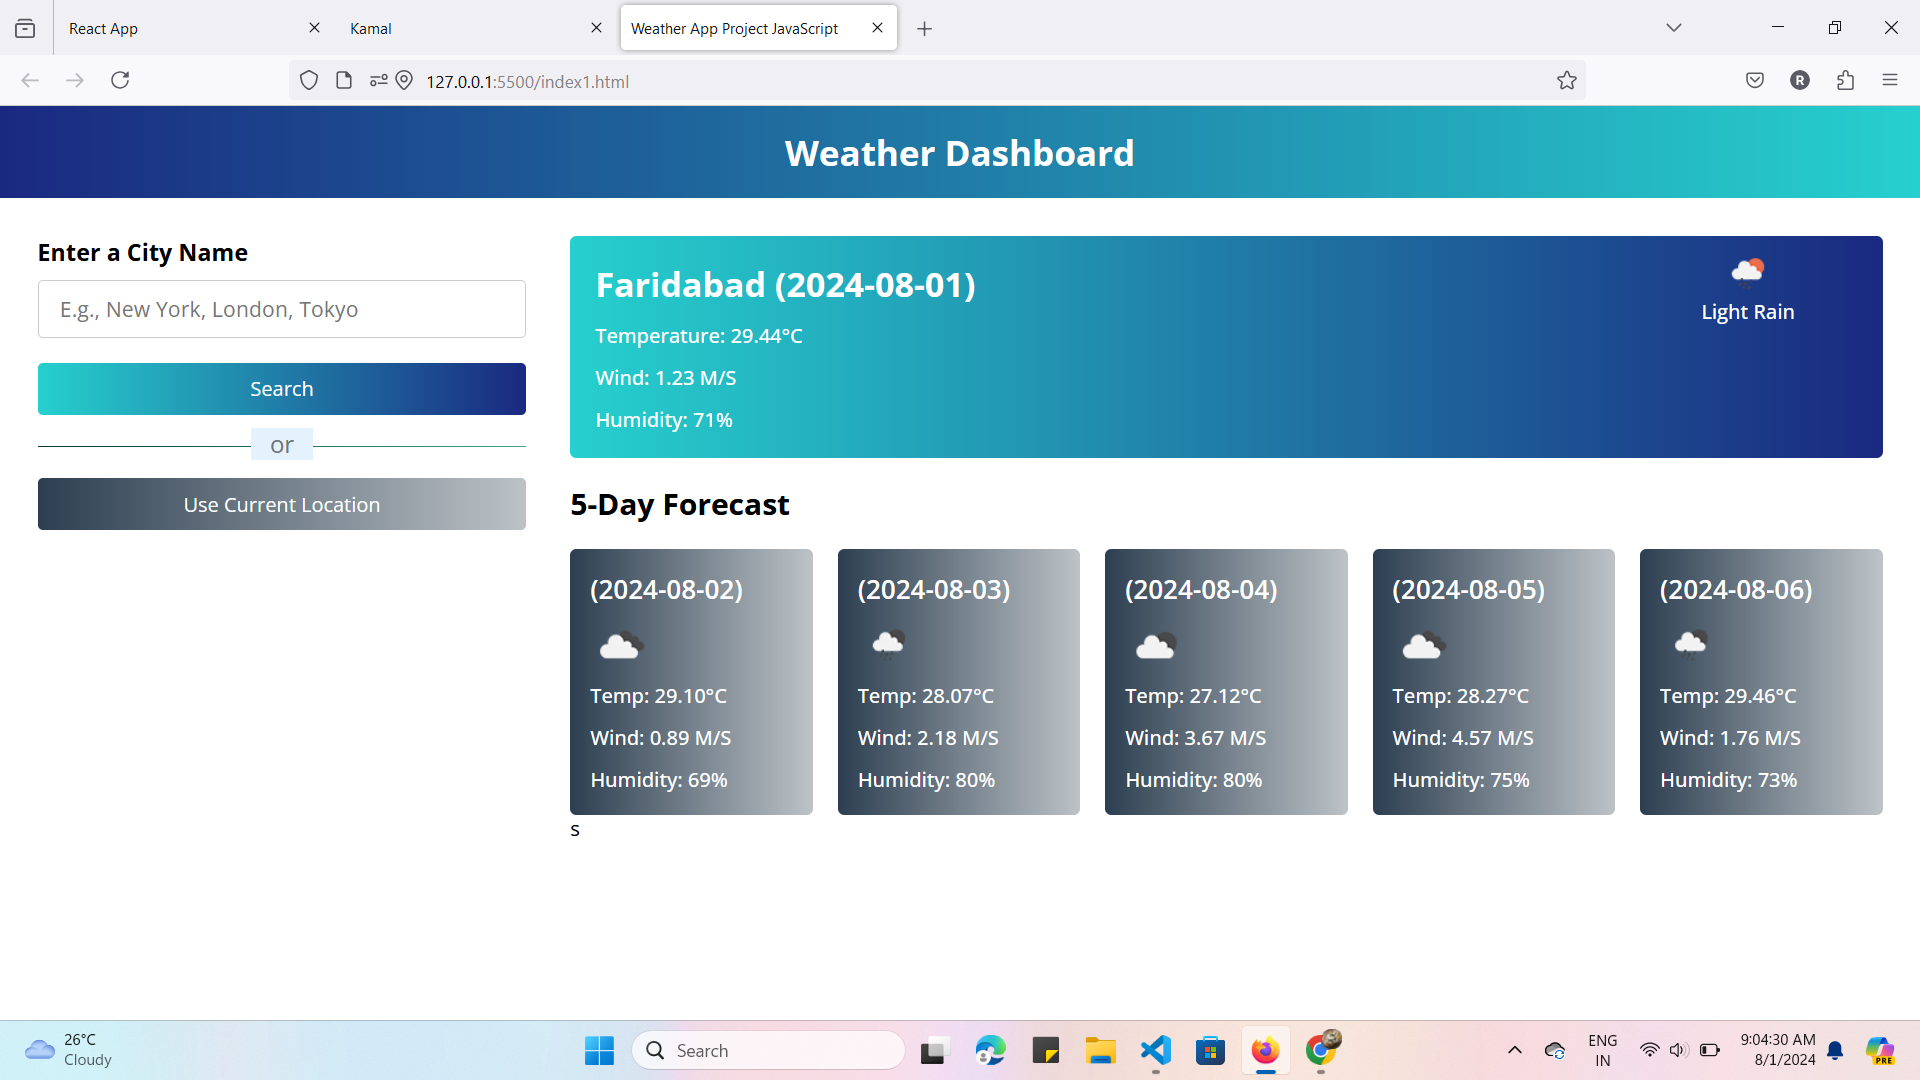 React App
Kamal
Weather App Project JavaScript
127.0.0.1:5500/index1.html
R
Weather Dashboard
Enter a City Name
E.g., New York, London, Tokyo
Search
or
Use Current Location
Faridabad (2024-08-01)
Temperature: 29.44°C
Wind: 1.23 M/S
Humidity: 71%
Light Rain
5-Day Forecast
(2024-08-02)
Temp: 29.10°C
Wind: 0.89 M/S
Humidity: 69%
(2024-08-03)
Temp: 28.07°C
Wind: 2.18 M/S
Humidity: 80%
(2024-08-04)
Temp: 27.12°C
Wind: 3.67 M/S
Humidity: 80%
(2024-08-05)
Temp: 28.27°C
Wind: 4.57 M/S
Humidity: 75%
(2024-08-06)
Temp: 29.46°C
Wind: 1.76 M/S
Humidity: 73%
s
26°C
Cloudy
Search
ENG
IN
9:04:30 AM
8/1/2024
PRE